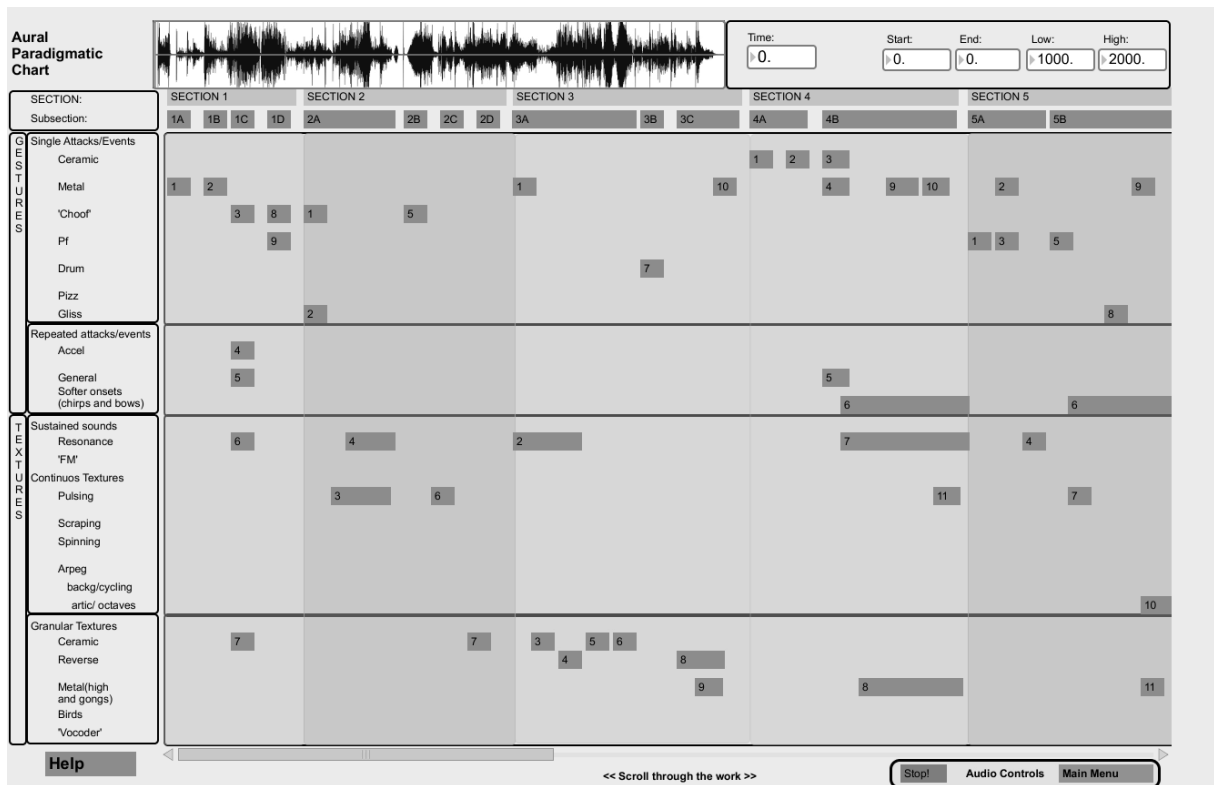 Aural
Paradigmatic
Chart
Time:
0.
Start: End: Low: High:
0. 0. 1000. 2000.
SECTION: SECTION 1 SECTION 2 SECTION 3 SECTION 4 SECTION 5
Subsection: 1A 1B 1C 1D 2A 2B 2C 2D 3A 3B 3C 4A 4B 5A 5B
GESTURES
Single Attacks/Events
Ceramic 1 2 3
Metal 1 2 1 10 4 9 10 2 9
'Choof' 3 8 1 5
Pf 9 1 3 5
Drum 7
Pizz
Gliss 2 8
Repeated attacks/events
Accel 4
General 5 5
Softer onsets
(chirps and bows) 6 6
TEXTURES
Sustained sounds
Resonance 6 4 2 7 4
'FM'
Continuos Textures
Pulsing 3 6 11 7
Scraping
Spinning
Arpeg
backg/cycling
artic/ octaves 10
Granular Textures
Ceramic 7 7 3 5 6
Reverse 4 8
Metal(high 9 8 11
and gongs)
Birds
'Vocoder'
Help
<< Scroll through the work >>
Stop! Audio Controls Main Menu